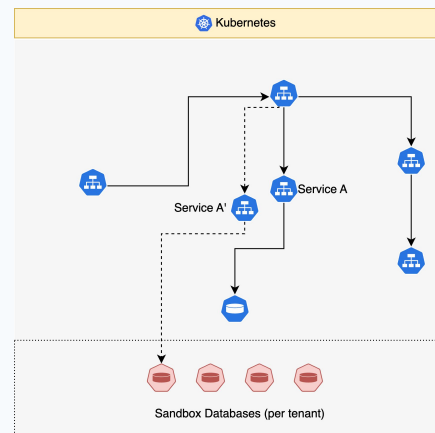 Kubernetes
Service A
Service A'
Sandbox Databases (per tenant)